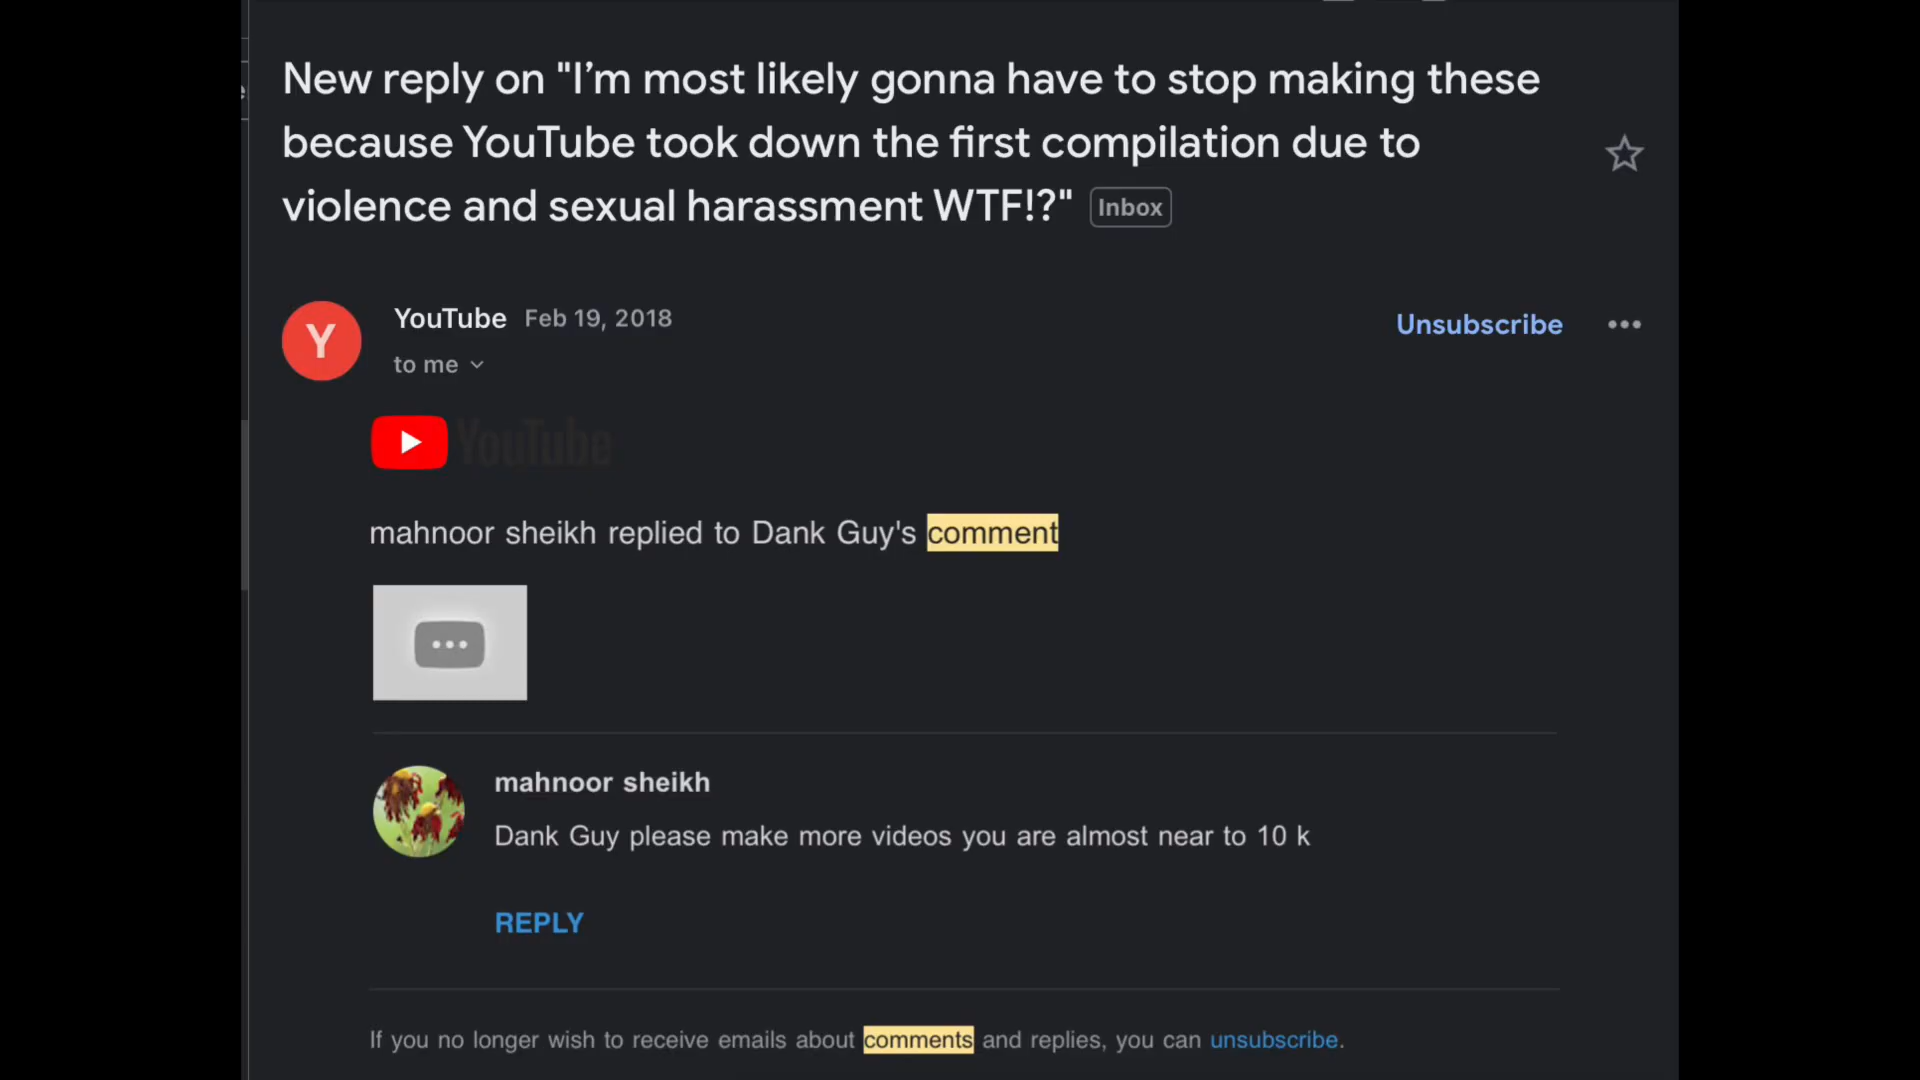 New reply on "I’m most likely gonna have to stop making these
because YouTube took down the first compilation due to
violence and sexual harassment WTF!?" Inbox
Y
YouTube Feb 19, 2018
Unsubscribe
to me
YouTube
mahnoor sheikh replied to Dank Guy's comment
mahnoor sheikh
Dank Guy please make more videos you are almost near to 10 k
REPLY
If you no longer wish to receive emails about comments and replies, you can unsubscribe.